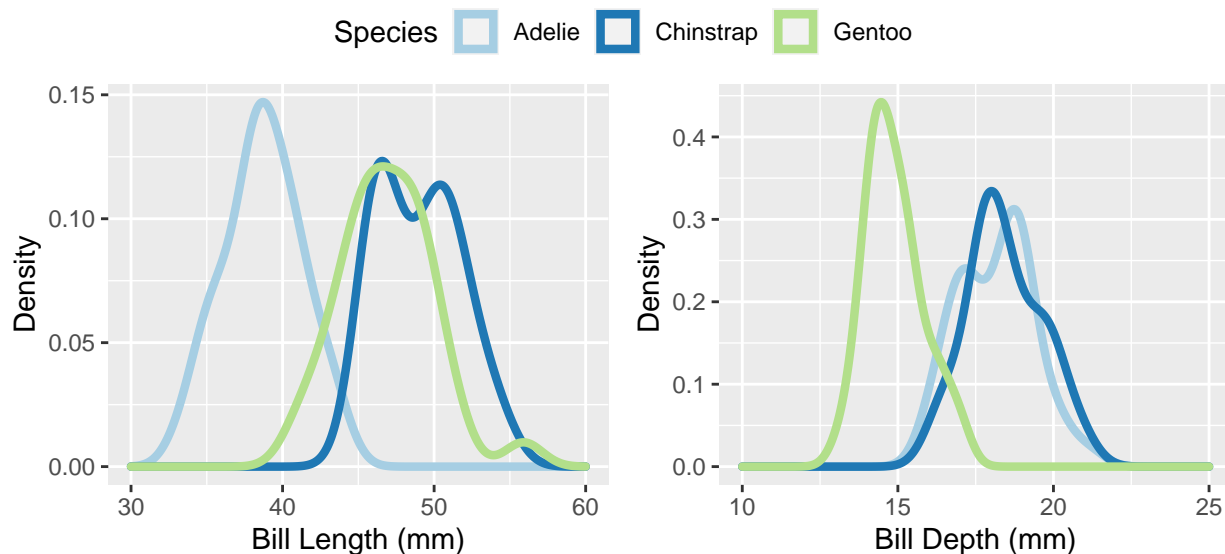 Species Adelie Chinstrap Gentoo
0.15
0.10
0.05
0.00
Density
30 40 50 60
Bill Length (mm)
0.4
0.3
0.2
0.1
0.0
Density
10 15 20 25
Bill Depth (mm)